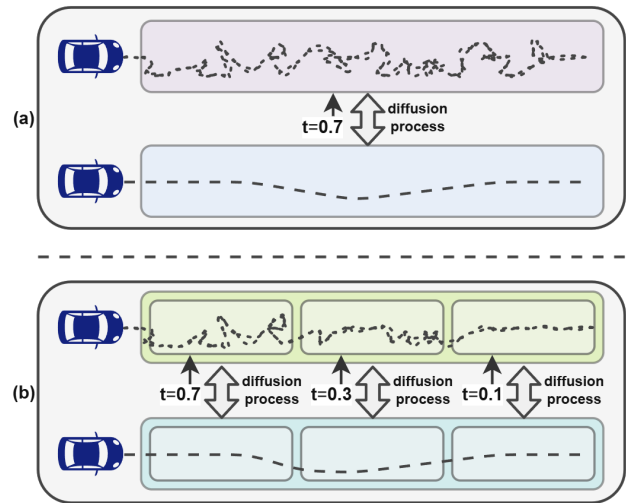 (a)
t=0.7
diffusion
process
(b)
t=0.7
diffusion
process
t=0.3
diffusion
process
t=0.1
diffusion
process